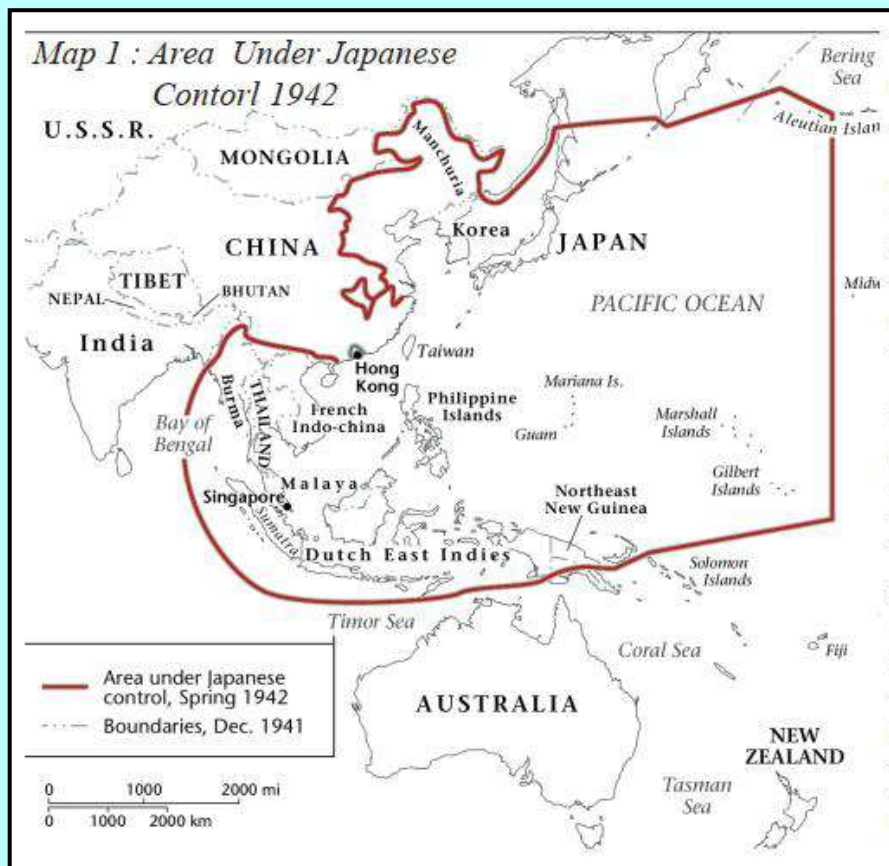 Map 1 : Area Under Japanese
Contorl 1942
Bering
Sea
U.S.S.R.
Aleutian Islan
MONGOLIA
Manchuria
Korea
JAPAN
CHINA
TIBET
NEPAL
BHUTAN
Midw
PACIFIC OCEAN
India
Taiwan
Hong
Kong
Mariana Is.
Philippine
Islands
Burma
THAILAND
French
Indo-china
Guam
Marshall
Islands
Bay of
Bengal
Gilbert
Islands
Malaya
Singapore
Sumatra
Northeast
New Guinea
Dutch East Indies
Solomon
Islands
Timor Sea
Coral Sea
Fiji
Area under Japanese
control, Spring 1942
Boundaries, Dec. 1941
AUSTRALIA
NEW
ZEALAND
Tasman
Sea
0 1000 2000 mi
0 1000 2000 km